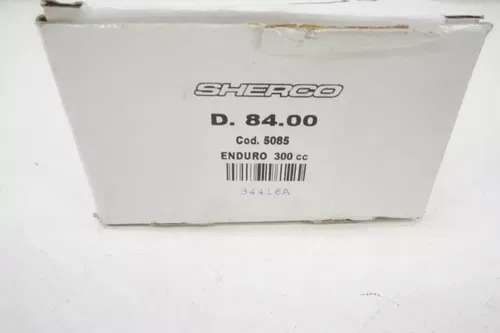 SHERCO
D. 84.00
Cod. 5085
ENDURO 300 cc
94416A